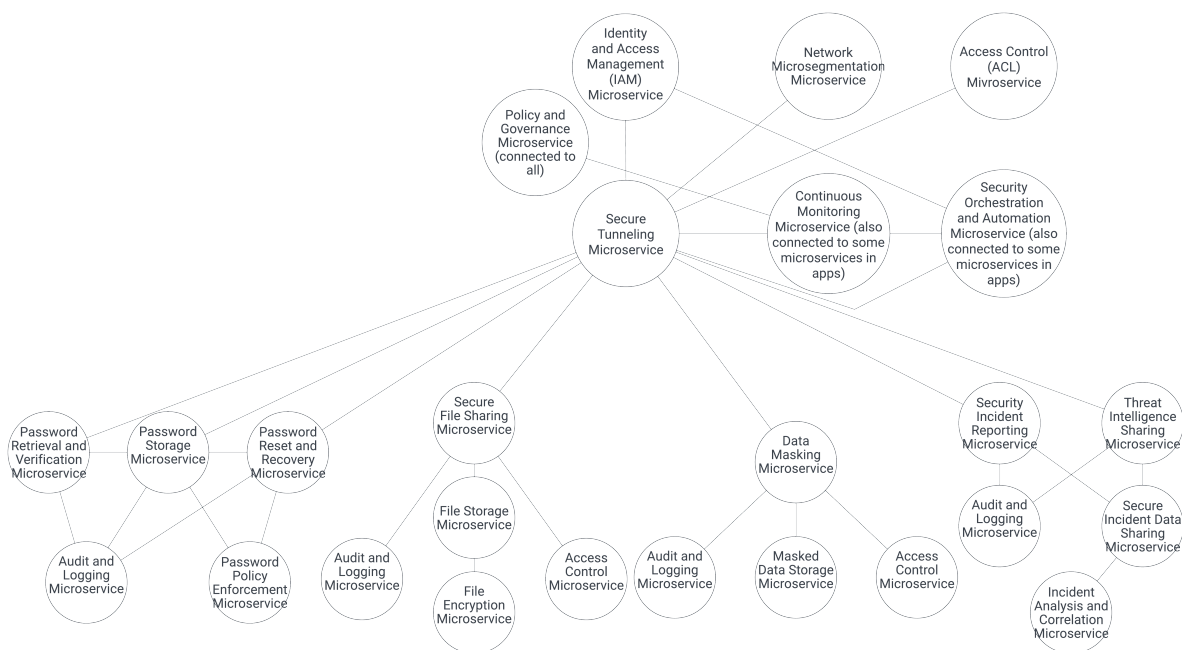 Identity
and Access
Management
(IAM)
Microservice
Network
Microsegmentation
Microservice
Access Control
(ACL)
Mivroservice
Policy and
Governance
Microservice
(connected to
all)
Secure
Tunneling
Microservice
Continuous
Monitoring
Microservice (also
connected to some
microservices in
apps)
Security
Orchestration
and Automation
Microservice (also
connected to some
microservices in
apps)
Password
Retrieval and
Verification
Microservice
Password
Storage
Microservice
Password
Reset and
Recovery
Microservice
Secure
File Sharing
Microservice
Data
Masking
Microservice
Security
Incident
Reporting
Microservice
Threat
Intelligence
Sharing
Microservice
File Storage
Microservice
Audit and
Logging
Microservice
Secure
Incident Data
Sharing
Microservice
Audit and
Logging
Microservice
Password
Policy
Enforcement
Microservice
Audit and
Logging
Microservice
File
Encryption
Microservice
Access
Control
Microservice
Audit and
Logging
Microservice
Masked
Data Storage
Microservice
Access
Control
Microservice
Incident
Analysis and
Correlation
Microservice